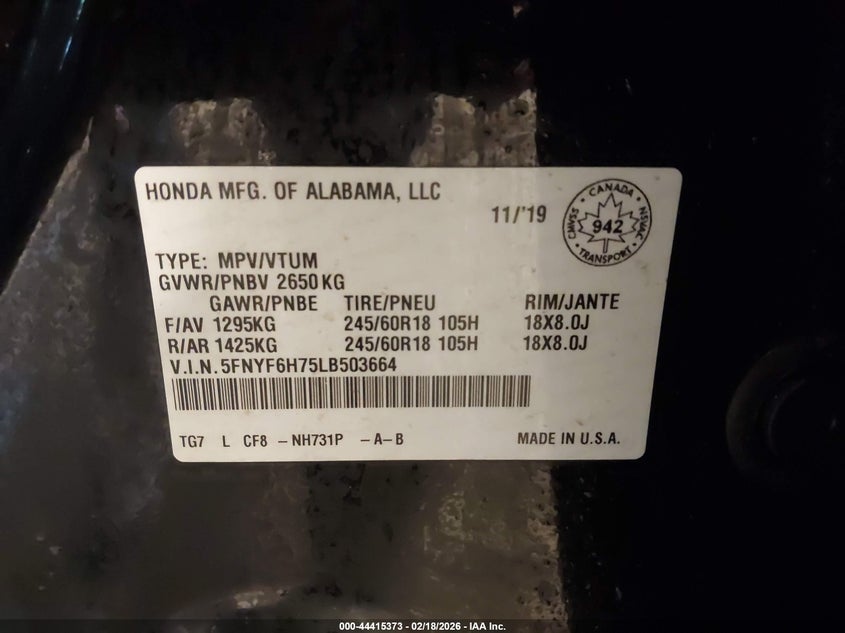 HONDA MFG. OF ALABAMA, LLC
11/'19
CANADA
CMVSS
942
NSVAC
TRANSPORT
TYPE: MPV/VTUM
GVWR/PNBV 2650KG
GAWR/PNBE TIRE/PNEU RIM/JANTE
F/AV 1295KG 245/60R18 105H 18X8.0J
R/AR 1425KG 245/60R18 105H 18X8.0J
V.I.N. 5FNYF6H75LB503664
TG7 L CF8 -NH731P -A-B MADE IN U.S.A.
000-44415373 - 02/18/2026 - IAA Inc.